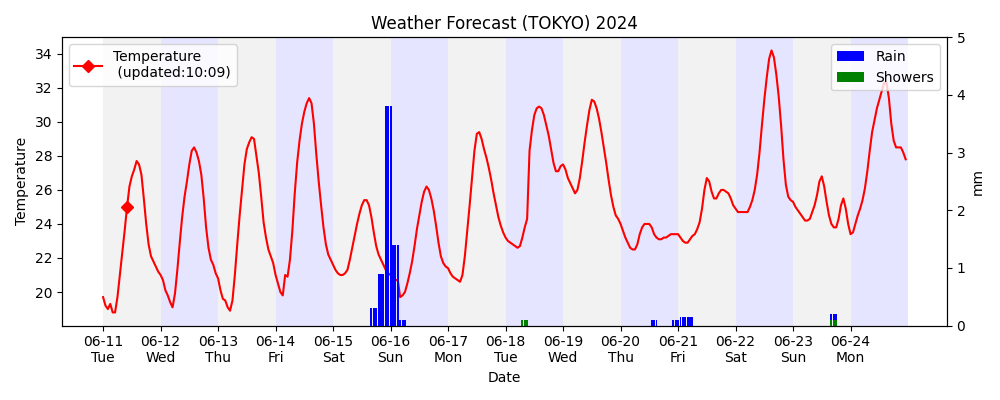 Weather Forecast (TOKYO) 2024
Temperature
(updated:10:09)
Rain
Showers
Temperature
34
32
30
28
26
24
22
20
5
4
3
2
1
0
mm
06-11 06-12 06-13 06-14 06-15 06-16 06-17 06-18 06-19 06-20 06-21 06-22 06-23 06-24
Tue Wed Thu Fri Sat Sun Mon Tue Wed Thu Fri Sat Sun Mon
Date